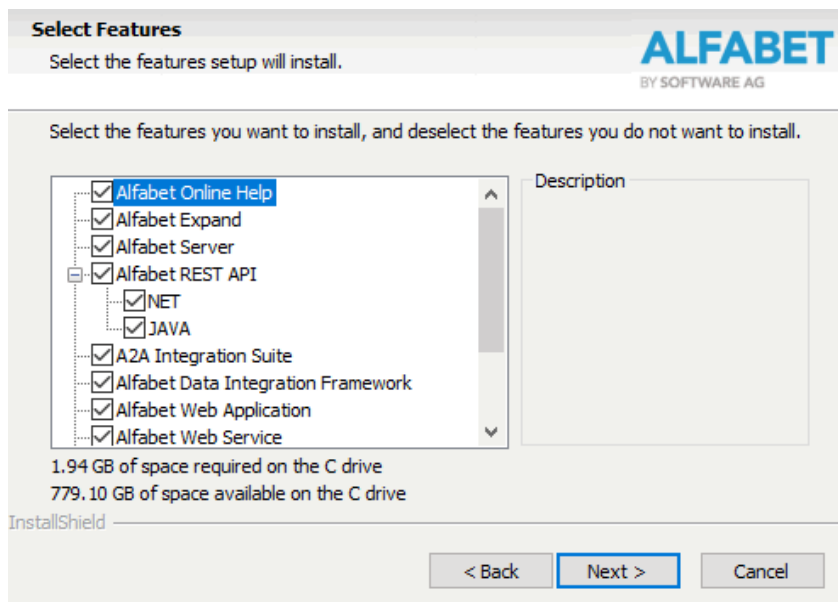 Select Features
Select the features setup will install.
ALFABET
BY SOFTWARE AG
Select the features you want to install, and deselect the features you do not want to install.
Alfabet Online Help
Alfabet Expand
Alfabet Server
Alfabet REST API
NET
JAVA
A2A Integration Suite
Alfabet Data Integration Framework
Alfabet Web Application
Alfabet Web Service
Description
1.94 GB of space required on the C drive
779.10 GB of space available on the C drive
InstallShield
< Back
Next >
Cancel